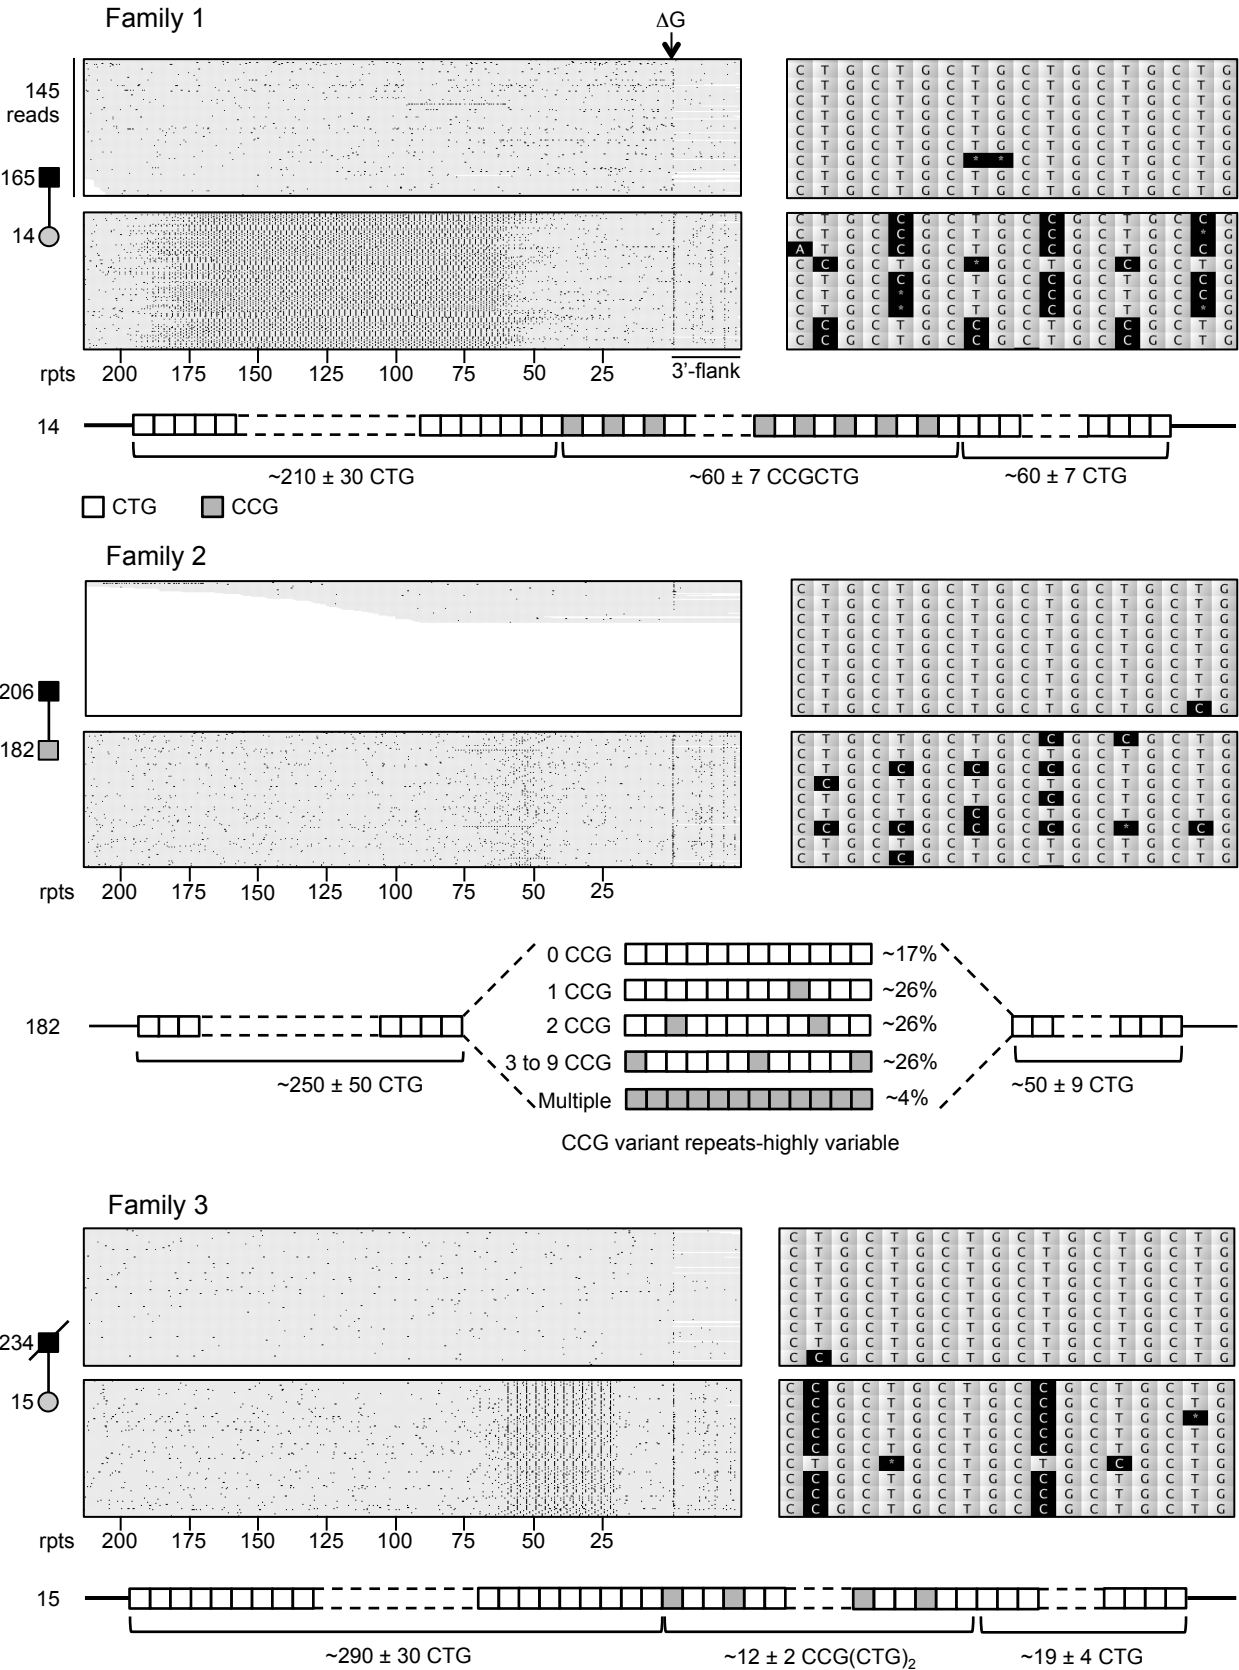 Family 1
ΔG
145
reads
165
14
C T G C T G C T G C T G C T G C T G
C T G C T G C T G C T G C T G C T G
C T G C T G C T G C T G C T G C T G
C T G C T G C T G C T G C T G C T G
C T G C T G C T G C T G C T G C T G
C T G C T G C T G C T G C T G C T G
C T G C T G C * * C T G C T G C T G
C T G C T G C T G C T G C T G C T G
C T G C T G C T G C T G C T G C T G
C T G C C G C T G C C G C T G C C G
C T G C C G C T G C C G C T G C * G
A T G C C G C T G C C G C T G C C G
C C G C T G C * G C T G C C G C T G
C T G C C G C T G C C G C T G C C G
C T G C * G C T G C C G C T G C C G
C T G C * G C T G C C G C T G C * G
C C G C T G C C G C T G C C G C T G
C C G C T G C C G C T G C C G C T G
rpts 200 175 150 125 100 75 50 25 3'-flank
14
~210 ± 30 CTG ~60 ± 7 CCGCTG ~60 ± 7 CTG
CTG CCG
Family 2
206
182
C T G C T G C T G C T G C T G C T G
C T G C T G C T G C T G C T G C T G
C T G C T G C T G C T G C T G C T G
C T G C T G C T G C T G C T G C T G
C T G C T G C T G C T G C T G C T G
C T G C T G C T G C T G C T G C T G
C T G C T G C T G C T G C T G C T G
C T G C T G C T G C T G C T G C T G
C T G C T G C T G C T G C T G C C G
C T G C T G C T G C C G C C G C T G
C T G C T G C T G C T G C T G C T G
C T G C C G C C G C C G C T G C T G
C C G C T G C T G C T G C T G C T G
C T G C T G C T G C C G C T G C T G
C T G C T G C C G C T G C T G C T G
C C G C C G C C G C C G C * G C C G
C T G C T G C T G C T G C T G C T G
C T G C C G C T G C T G C T G C T G
rpts 200 175 150 125 100 75 50 25
182
0 CCG ~17%
1 CCG ~26%
2 CCG ~26%
3 to 9 CCG ~26%
Multiple ~4%
~250 ± 50 CTG ~50 ± 9 CTG
CCG variant repeats-highly variable
Family 3
234
15
C T G C T G C T G C T G C T G C T G
C T G C T G C T G C T G C T G C T G
C T G C T G C T G C T G C T G C T G
C T G C T G C T G C T G C T G C T G
C T G C T G C T G C T G C T G C T G
C T G C T G C T G C T G C T G C T G
C T G C T G C T G C T G C T G C T G
C T G C T G C T G C T G C T G C T G
C C G C T G C T G C T G C T G C T G
C C G C T G C T G C C G C T G C T G
C C G C T G C T G C C G C T G C T G
C C G C T G C T G C C G C T G C * G
C C G C T G C T G C C G C T G C T G
C C G C T G C T G C C G C T G C T G
C T G C * G C T G C T G C C G C T G
C C G C T G C T G C C G C T G C T G
C C G C T G C T G C C G C T G C T G
C C G C T G C T G C C G C T G C T G
rpts 200 175 150 125 100 75 50 25
15
~290 ± 30 CTG ~12 ± 2 CCG(CTG)₂ ~19 ± 4 CTG